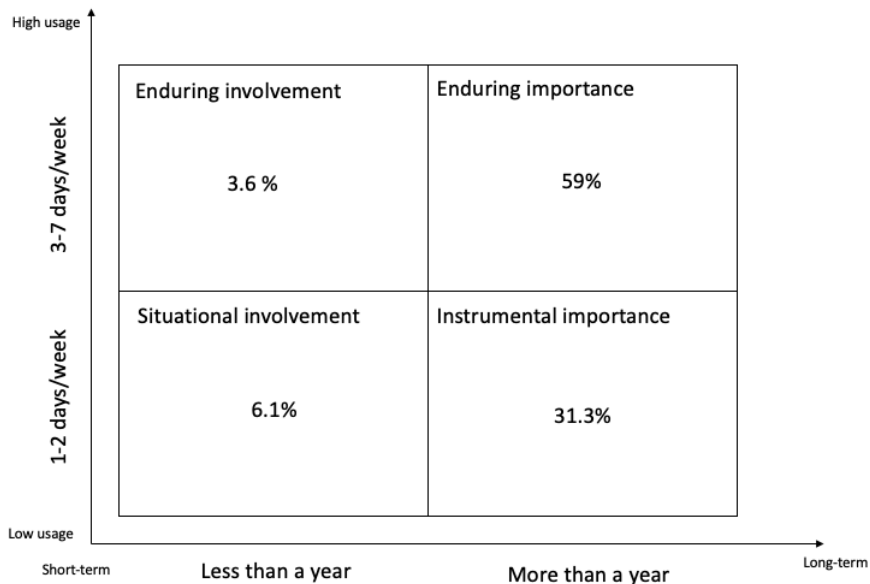 High usage
Enduring involvement
Enduring importance
3-7 days/week
3.6 %
59%
Situational involvement
Instrumental importance
1-2 days/week
6.1%
31.3%
Low usage
Short-term
Less than a year
More than a year
Long-term